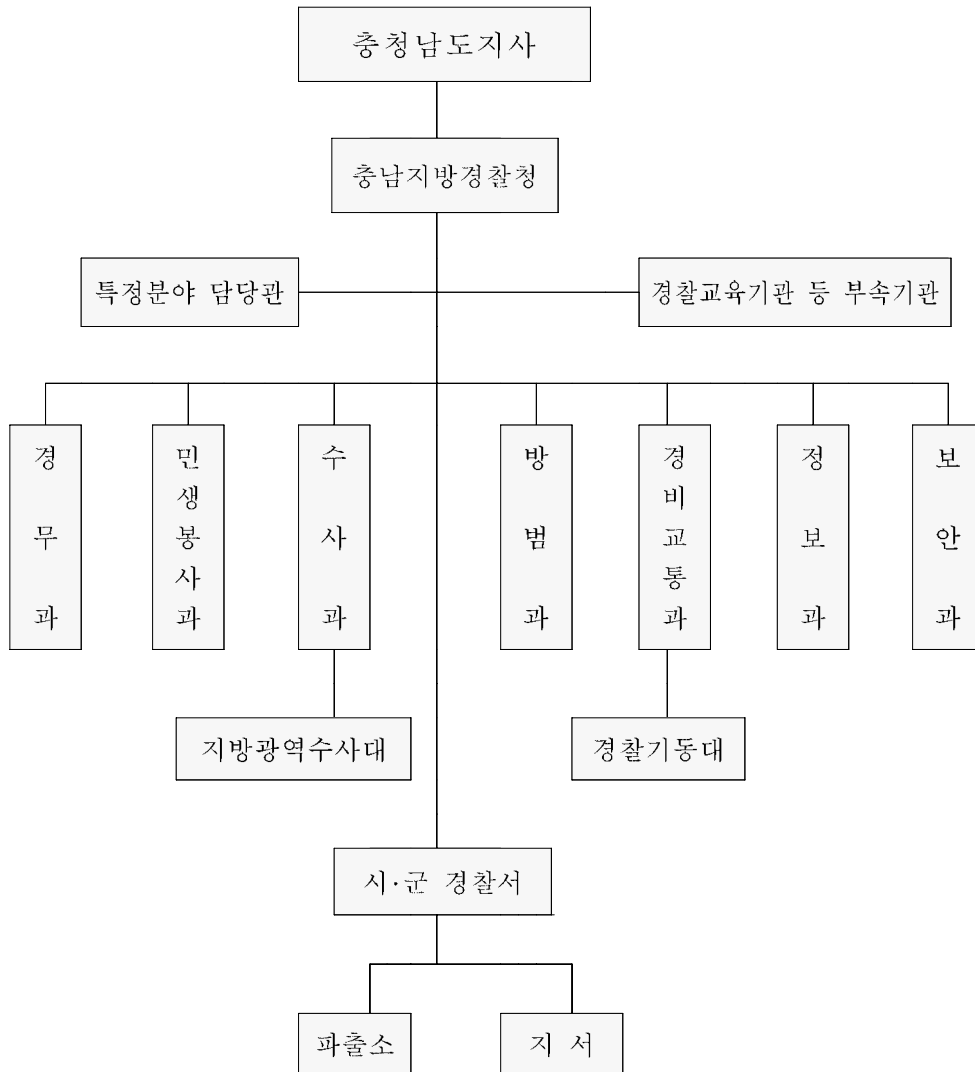 충청남도지사
충남지방경찰청
특정분야 담당관
경찰교육기관 등 부속기관
경무과
민생봉사과
수사과
방범과
경비교통과
정보과
보안과
지방광역수사대
경찰기동대
시·군 경찰서
파출소
지 서